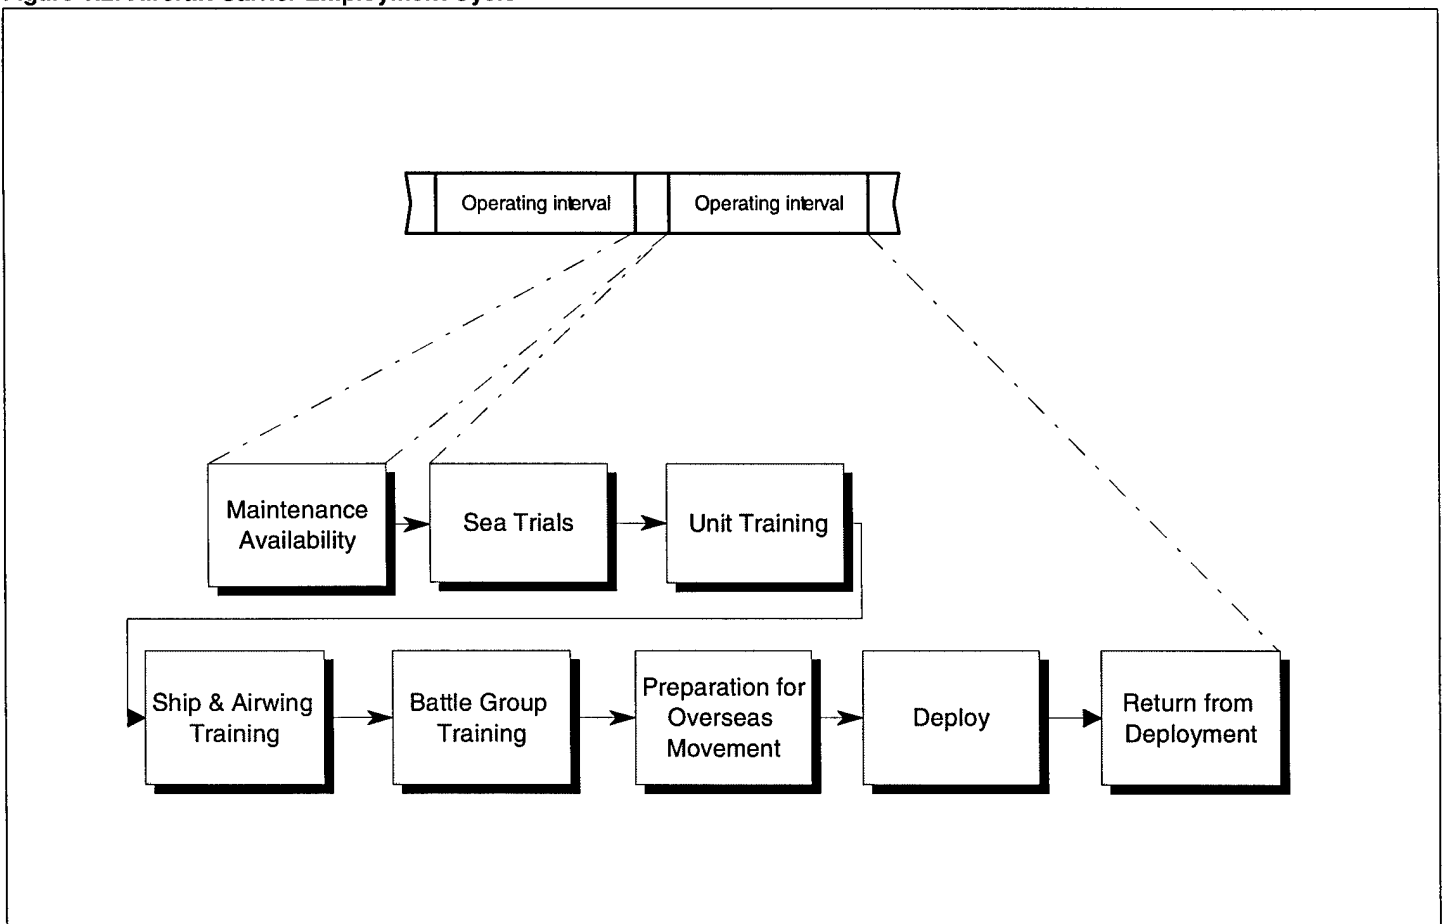 Operating interval
Operating interval
Maintenance
Availability
Sea Trials
Unit Training
Ship & Airwing
Training
Battle Group
Training
Preparation for
Overseas
Movement
Deploy
Return from
Deployment